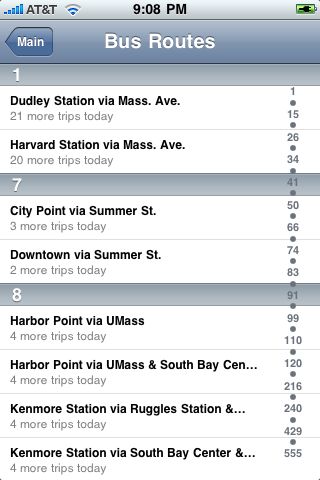 AT&T 9:08 PM
Main Bus Routes
1
Dudley Station via Mass. Ave.
21 more trips today
Harvard Station via Mass. Ave.
20 more trips today
7
City Point via Summer St.
3 more trips today
Downtown via Summer St.
2 more trips today
8
Harbor Point via UMass
4 more trips today
Harbor Point via UMass & South Bay Cen...
4 more trips today
Kenmore Station via Ruggles Station &...
4 more trips today
Kenmore Station via South Bay Center &...
4 more trips today
1
15
26
34
41
50
66
74
83
91
99
110
120
216
240
429
555